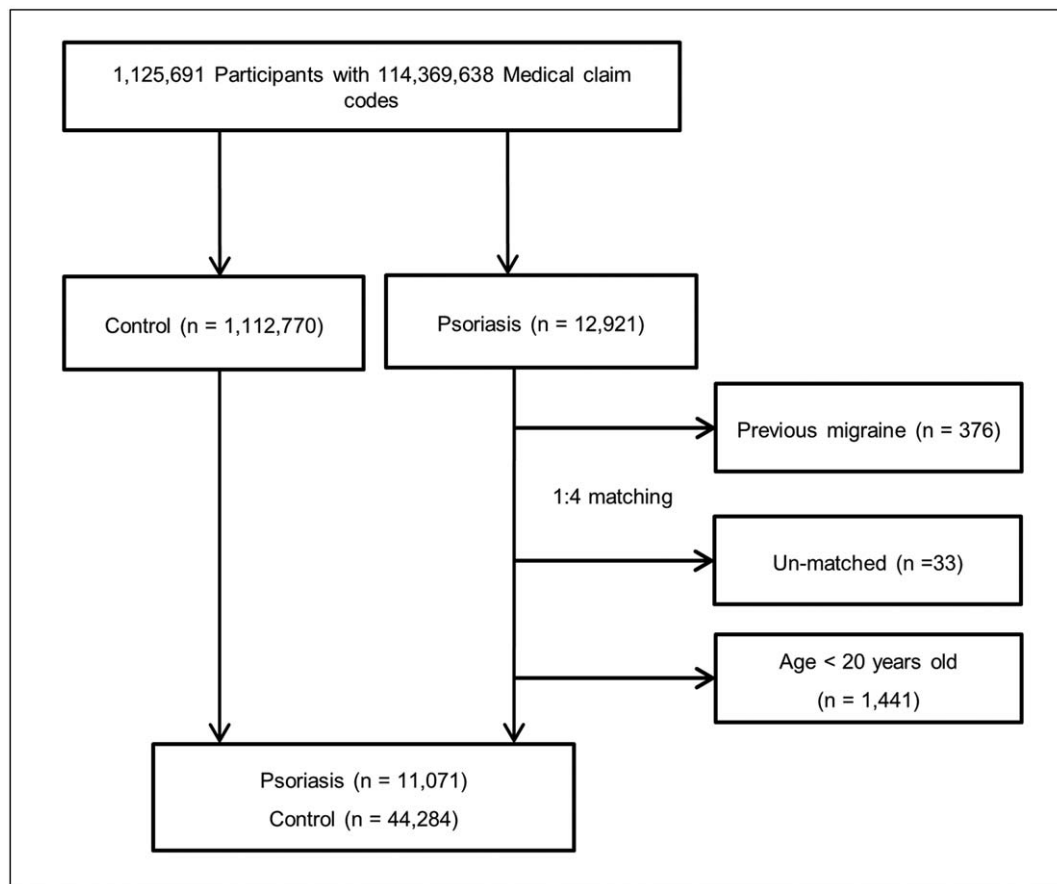 1,125,691 Participants with 114,369,638 Medical claim
codes
Control (n = 1,112,770)
Psoriasis (n = 12,921)
Previous migraine (n = 376)
1:4 matching
Un-matched (n =33)
Age < 20 years old
(n = 1,441)
Psoriasis (n = 11,071)
Control (n = 44,284)